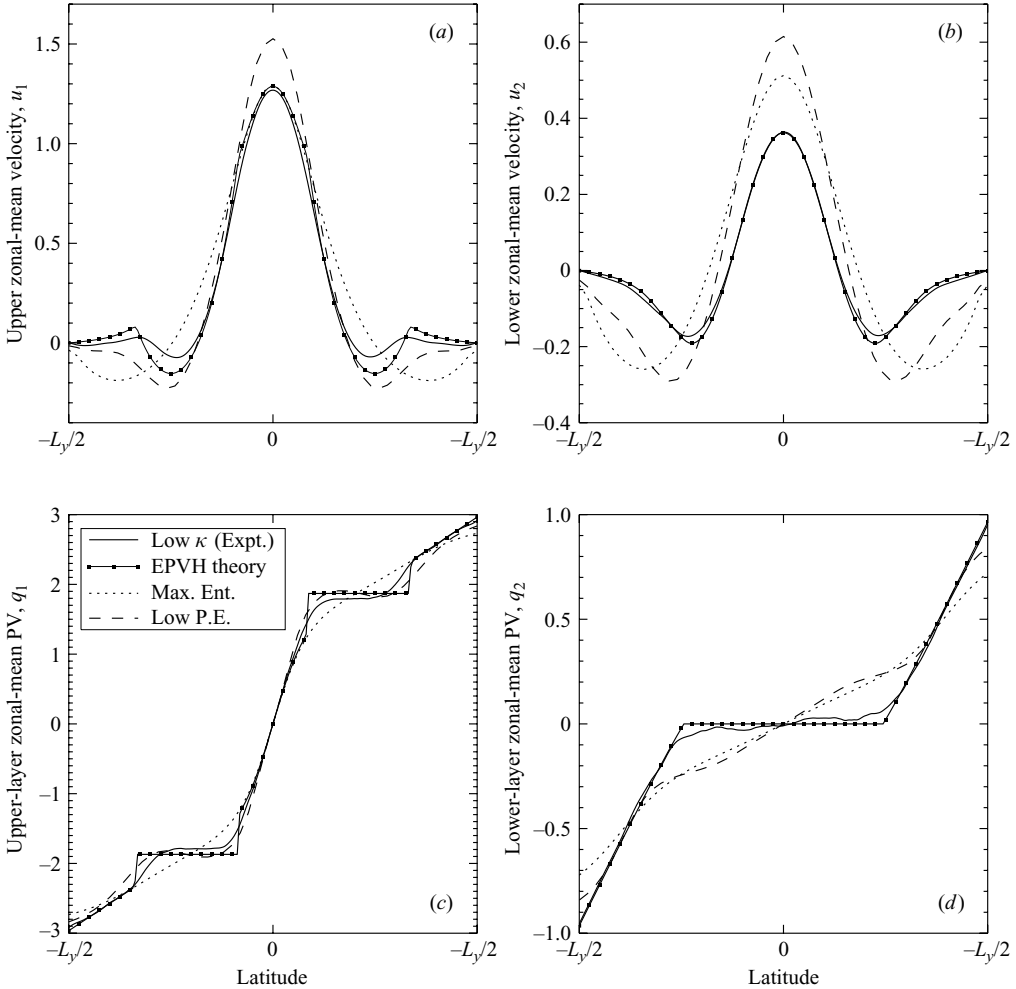 (a)
Upper zonal-mean velocity, u1
1.5
1.0
0.5
0
–Ly/2
0
–Ly/2
(b)
Lower zonal-mean velocity, u2
0.6
0.4
0.2
0
–0.2
–0.4
–Ly/2
0
–Ly/2
Upper-layer zonal-mean PV, q1
3
2
1
0
–1
–2
–3
Low κ (Expt.)
EPVH theory
Max. Ent.
Low P.E.
(c)
–Ly/2
0
–Ly/2
Latitude
Lower-layer zonal-mean PV, q2
1.0
0.5
0
–0.5
–1.0
(d)
–Ly/2
0
–Ly/2
Latitude